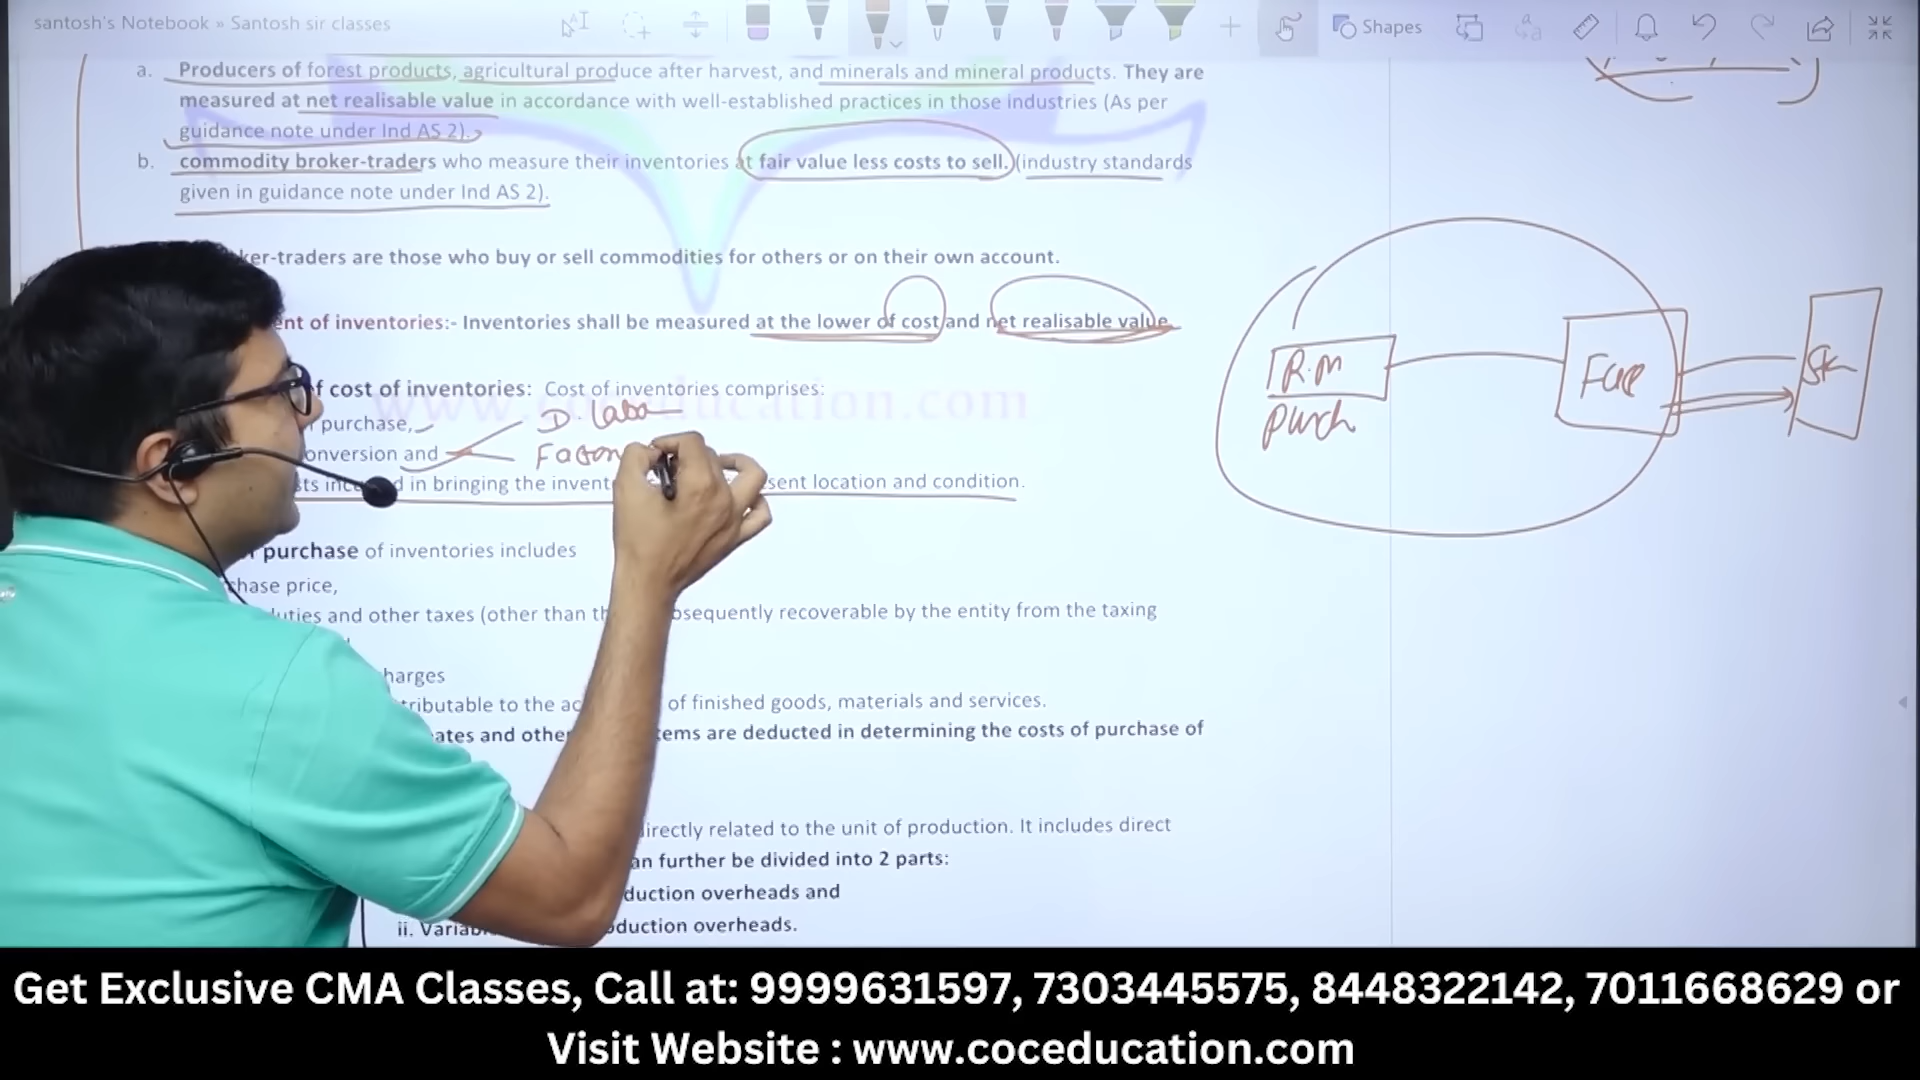 santosh's Notebook » Santosh sir classes
Shapes
a. Producers of forest products, agricultural produce after harvest, and minerals and mineral products. They are
measured at net realisable value in accordance with well-established practices in those industries (As per
guidance note under Ind AS 2).
b. commodity broker-traders who measure their inventories at fair value less costs to sell. (industry standards
given in guidance note under Ind AS 2).
ker-traders are those who buy or sell commodities for others or on their own account.
ent of inventories:- Inventories shall be measured at the lower of cost and net realisable value
f cost of inventories: Cost of inventories comprises:
purchase,
D. Labo
onversion and
Facon
in bringing the invent sent location and condition.
R.M
Purch
purchase of inventories includes
hase price,
uties and other taxes (other than th bsequently recoverable by the entity from the taxing
harges
tributable to the ac of finished goods, materials and services.
ates and othe tems are deducted in determining the costs of purchase of
irectly related to the unit of production. It includes direct
an further be divided into 2 parts:
duction overheads and
ii. Variab duction overheads.
www.coceducation.com
Get Exclusive CMA Classes, Call at: 9999631597, 7303445575, 8448322142, 7011668629 or
Visit Website : www.coceducation.com